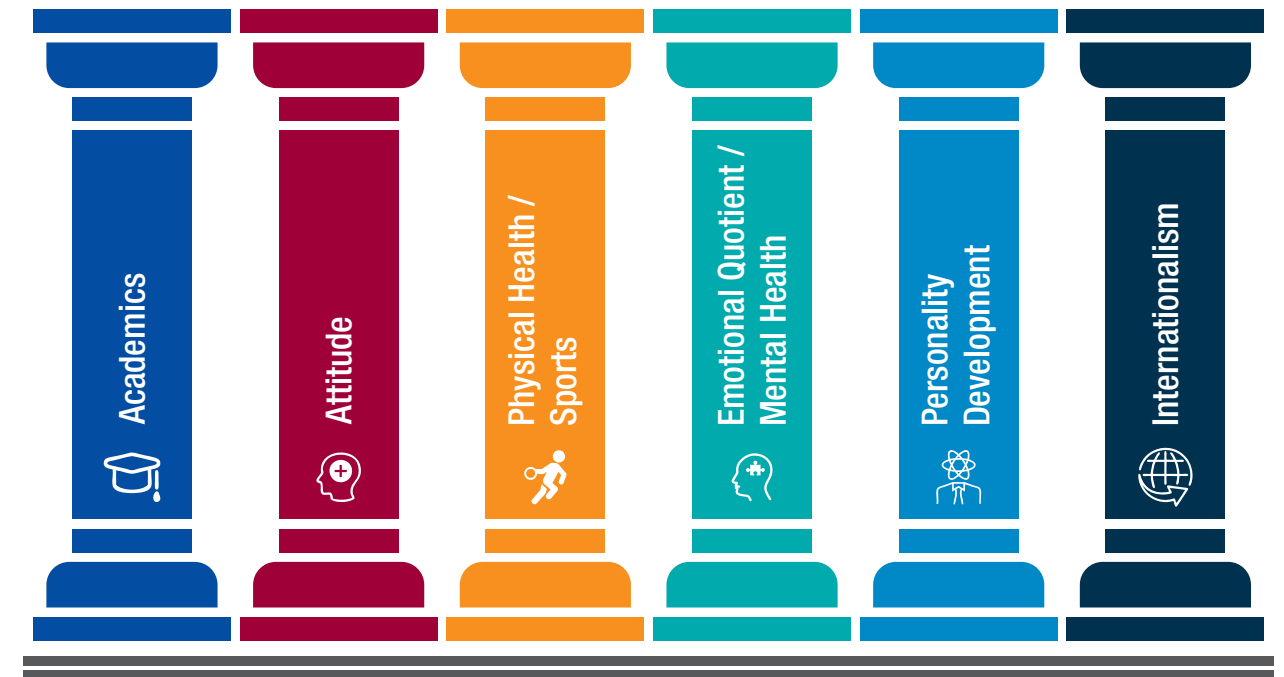 Academics
Attitude
Physical Health /
Sports
Emotional Quotient /
Mental Health
Personality
Development
Internationalism